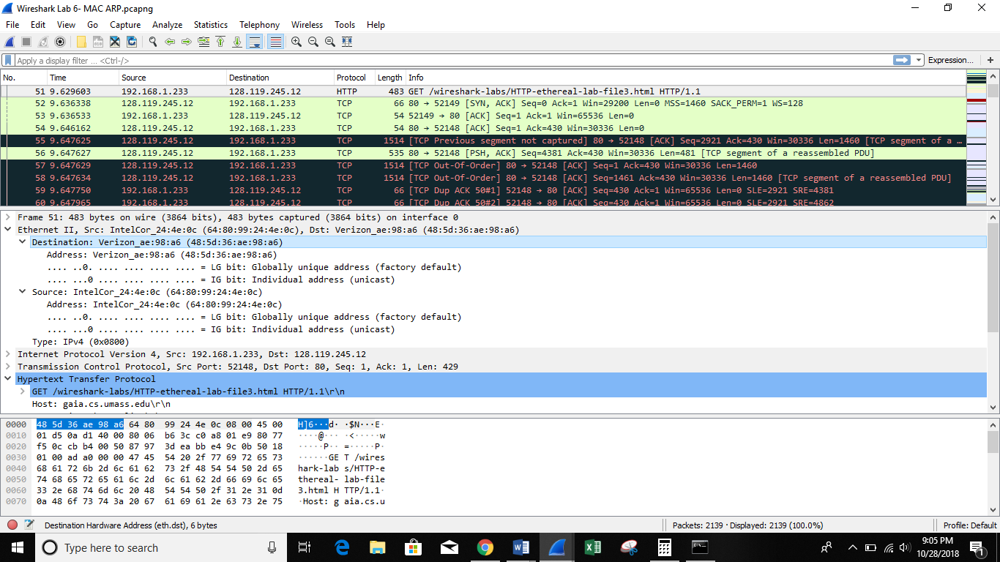 Wireshark Lab 6- MAC ARP.pcapng
File Edit View Go Capture Analyze Statistics Telephony Wireless Tools Help
Apply a display filter ... <Ctrl-/>
Expression... +
No. Time Source Destination Protocol Length Info
51 9.629603 192.168.1.233 128.119.245.12 HTTP 483 GET /wireshark-labs/HTTP-ethereal-lab-file3.html HTTP/1.1
52 9.636338 128.119.245.12 192.168.1.233 TCP 66 80 → 52149 [SYN, ACK] Seq=0 Ack=1 Win=29200 Len=0 MSS=1460 SACK_PERM=1 WS=128
53 9.636533 192.168.1.233 128.119.245.12 TCP 54 52149 → 80 [ACK] Seq=1 Ack=1 Win=65536 Len=0
54 9.646162 128.119.245.12 192.168.1.233 TCP 54 80 → 52148 [ACK] Seq=1 Ack=430 Win=30336 Len=0
55 9.647625 128.119.245.12 192.168.1.233 TCP 1514 [TCP Previous segment not captured] 80 → 52148 [ACK] Seq=2921 Ack=430 Win=30336 Len=1460 [TCP segment of a …
56 9.647627 128.119.245.12 192.168.1.233 TCP 535 80 → 52148 [PSH, ACK] Seq=4381 Ack=430 Win=30336 Len=481 [TCP segment of a reassembled PDU]
57 9.647629 128.119.245.12 192.168.1.233 TCP 1514 [TCP Out-Of-Order] 80 → 52148 [ACK] Seq=1 Ack=430 Win=30336 Len=1460
58 9.647634 128.119.245.12 192.168.1.233 TCP 1514 [TCP Out-Of-Order] 80 → 52148 [ACK] Seq=1461 Ack=430 Win=30336 Len=1460 [TCP segment of a reassembled PDU]
59 9.647750 192.168.1.233 128.119.245.12 TCP 66 [TCP Dup ACK 50#1] 52148 → 80 [ACK] Seq=430 Ack=1 Win=65536 Len=0 SLE=2921 SRE=4381
60 9.647965 192.168.1.233 128.119.245.12 TCP 66 [TCP Dup ACK 50#2] 52148 → 80 [ACK] Seq=430 Ack=1 Win=65536 Len=0 SLE=2921 SRE=4862
Frame 51: 483 bytes on wire (3864 bits), 483 bytes captured (3864 bits) on interface 0
Ethernet II, Src: IntelCor_24:4e:0c (64:80:99:24:4e:0c), Dst: Verizon_ae:98:a6 (48:5d:36:ae:98:a6)
Destination: Verizon_ae:98:a6 (48:5d:36:ae:98:a6)
Address: Verizon_ae:98:a6 (48:5d:36:ae:98:a6)
.... ..0. .... .... .... .... = LG bit: Globally unique address (factory default)
.... ...0 .... .... .... .... = IG bit: Individual address (unicast)
Source: IntelCor_24:4e:0c (64:80:99:24:4e:0c)
Address: IntelCor_24:4e:0c (64:80:99:24:4e:0c)
.... ..0. .... .... .... .... = LG bit: Globally unique address (factory default)
.... ...0 .... .... .... .... = IG bit: Individual address (unicast)
Type: IPv4 (0x0800)
Internet Protocol Version 4, Src: 192.168.1.233, Dst: 128.119.245.12
Transmission Control Protocol, Src Port: 52148, Dst Port: 80, Seq: 1, Ack: 1, Len: 429
Hypertext Transfer Protocol
GET /wireshark-labs/HTTP-ethereal-lab-file3.html HTTP/1.1\r\n
Host: gaia.cs.umass.edu\r\n
0000 48 5d 36 ae 98 a6 64 80 99 24 4e 0c 08 00 45 00 H]6···d· ·$N···E·
0010 01 d5 0a d1 40 00 80 06 b6 3c c0 a8 01 e9 80 77 ····@··· ·<·····w
0020 f5 0c cb b4 00 50 87 97 3d ea bb e4 9c 0b 50 18 ·····P·· =·····P·
0030 01 00 ad a0 00 00 47 45 54 20 2f 77 69 72 65 73 ······GE T /wires
0040 68 61 72 6b 2d 6c 61 62 73 2f 48 54 54 50 2d 65 hark-lab s/HTTP-e
0050 74 68 65 72 65 61 6c 2d 6c 61 62 2d 66 69 6c 65 thereal- lab-file
0060 33 2e 68 74 6d 6c 20 48 54 54 50 2f 31 2e 31 0d 3.html H TTP/1.1·
0070 0a 48 6f 73 74 3a 20 67 61 69 61 2e 63 73 2e 75 ·Host: g aia.cs.u
Destination Hardware Address (eth.dst), 6 bytes
Packets: 2139 · Displayed: 2139 (100.0%)
Profile: Default
Type here to search
9:05 PM
10/28/2018
1